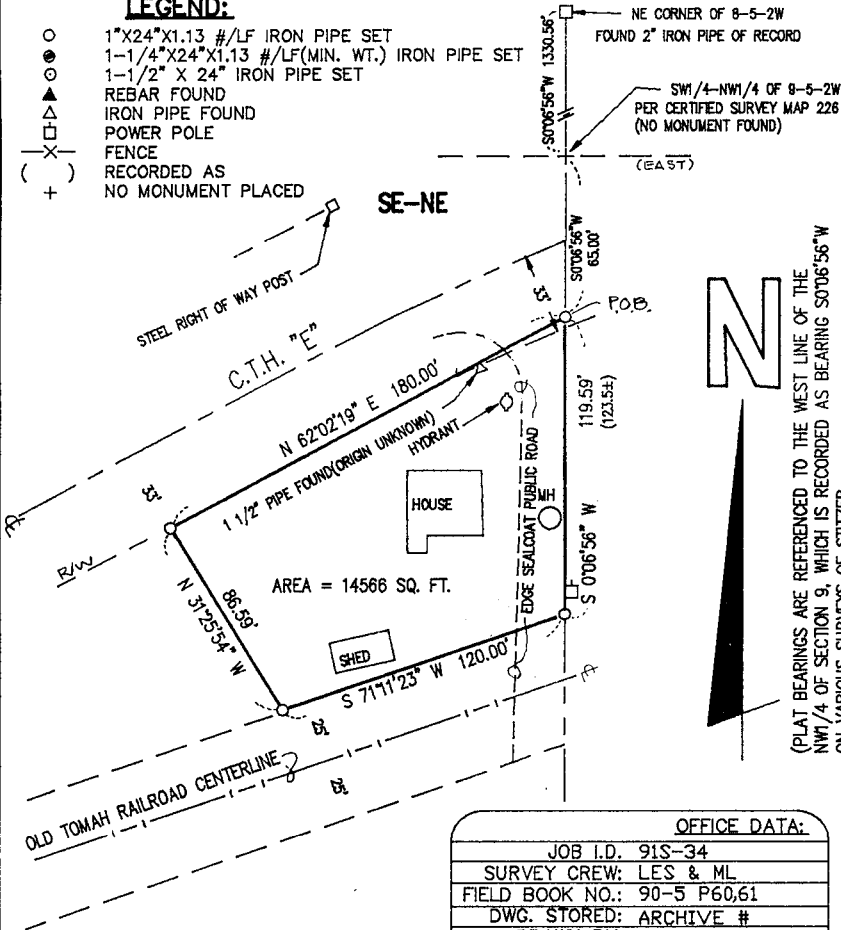 LEGEND:
1"X24"X1.13 #/LF IRON PIPE SET
1-1/4"X24"X1.13 #/LF(MIN. WT.) IRON PIPE SET
1-1/2" X 24" IRON PIPE SET
REBAR FOUND
IRON PIPE FOUND
POWER POLE
—X— FENCE
( ) RECORDED AS
+ NO MONUMENT PLACED
NE CORNER OF 8-5-2W
FOUND 2" IRON PIPE OF RECORD
S0°06'56"W 1330.56'
SW1/4-NW1/4 OF 9-5-2W
PER CERTIFIED SURVEY MAP 226
(NO MONUMENT FOUND)
(EAST)
SE-NE
S0°06'56"W
65.00'
STEEL RIGHT OF WAY POST
33'
P.O.B.
C.T.H. "E"
N 62°02'19" E 180.00'
1 1/2" PIPE FOUND(ORIGIN UNKNOWN)
HYDRANT
119.59'
(123.5±)
S 0°06'56" W
EDGE SEALCOAT PUBLIC ROAD
MH
HOUSE
33'
R/W
N 31°25'54" W
86.59'
AREA = 14566 SQ. FT.
SHED
S 71°11'23" W 120.00'
25'
25'
OLD TOMAH RAILROAD CENTERLINE
N
(PLAT BEARINGS ARE REFERENCED TO THE WEST LINE OF THE
NW1/4 OF SECTION 9, WHICH IS RECORDED AS BEARING S0°06'56"W
OFFICE DATA:
JOB I.D. 91S-34
SURVEY CREW: LES & ML
FIELD BOOK NO.: 90-5 P60,61
DWG. STORED: ARCHIVE #